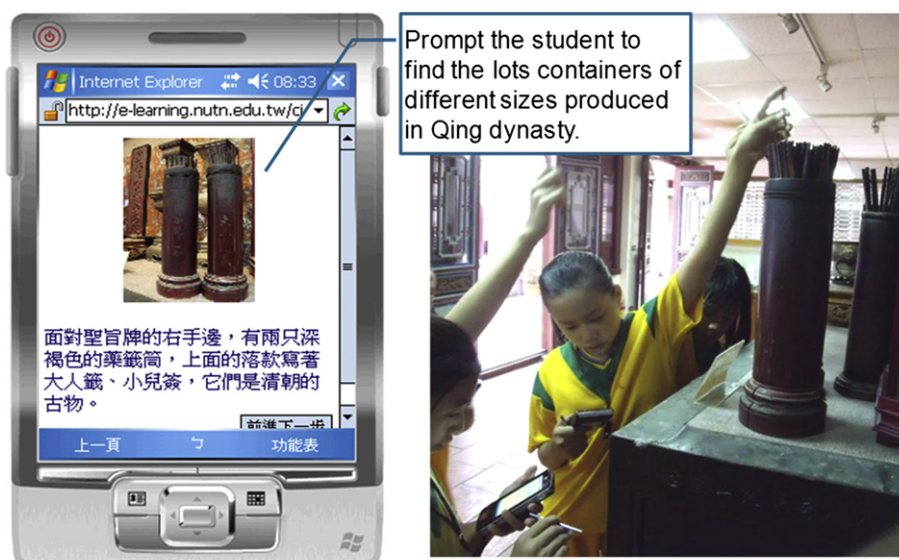 Internet Explorer 08:33
http://e-learning.nutn.edu.tw/ci
面對聖旨牌的右手邊，有兩只深
褐色的藥籤筒，上面的落款寫著
大人籤、小兒簽，它們是清朝的
古物。
前進下一步
上一頁
功能表
Prompt the student to
find the lots containers of
different sizes produced
in Qing dynasty.